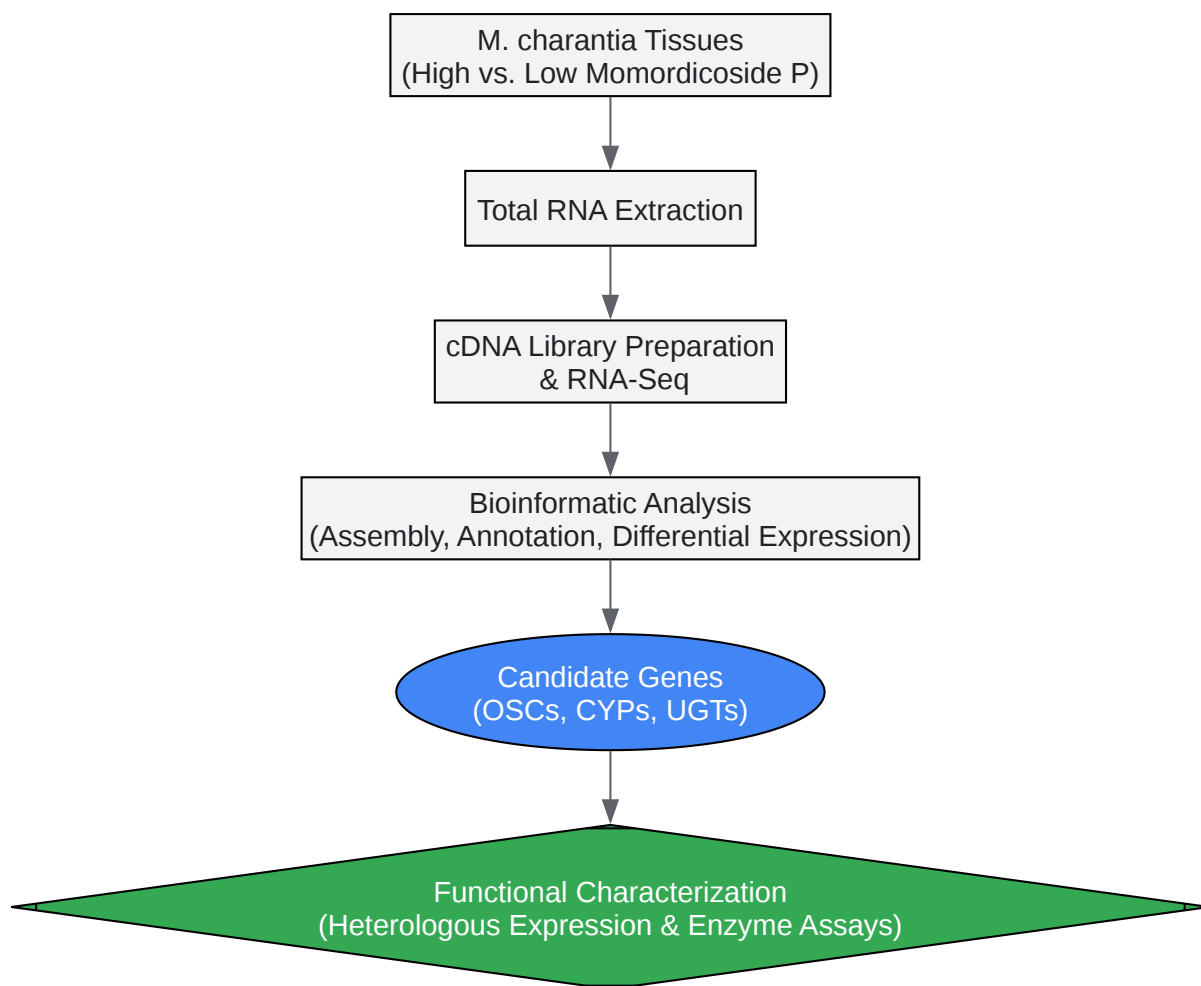 M. charantia Tissues
(High vs. Low Momordicoside P)
Total RNA Extraction
cDNA Library Preparation
& RNA-Seq
Bioinformatic Analysis
(Assembly, Annotation, Differential Expression)
Candidate Genes
(OSCs, CYPs, UGTs)
Functional Characterization
(Heterologous Expression & Enzyme Assays)